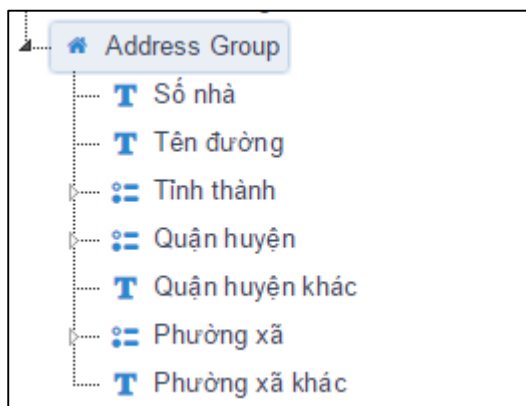 Address Group
Số nhà
Tên đường
Tỉnh thành
Quận huyện
Quận huyện khác
Phường xã
Phường xã khác